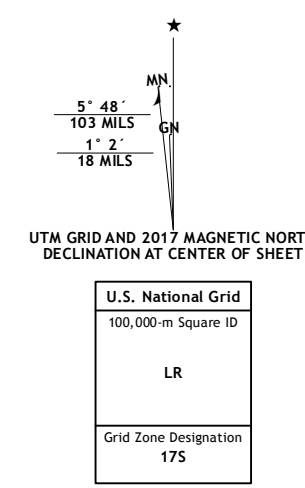 ★
MN
5° 48´
103 MILS
GN
1° 2´
18 MILS
UTM GRID AND 2017 MAGNETIC NORT
DECLINATION AT CENTER OF SHEET
U.S. National Grid
100,000-m Square ID
LR
Grid Zone Designation
17S